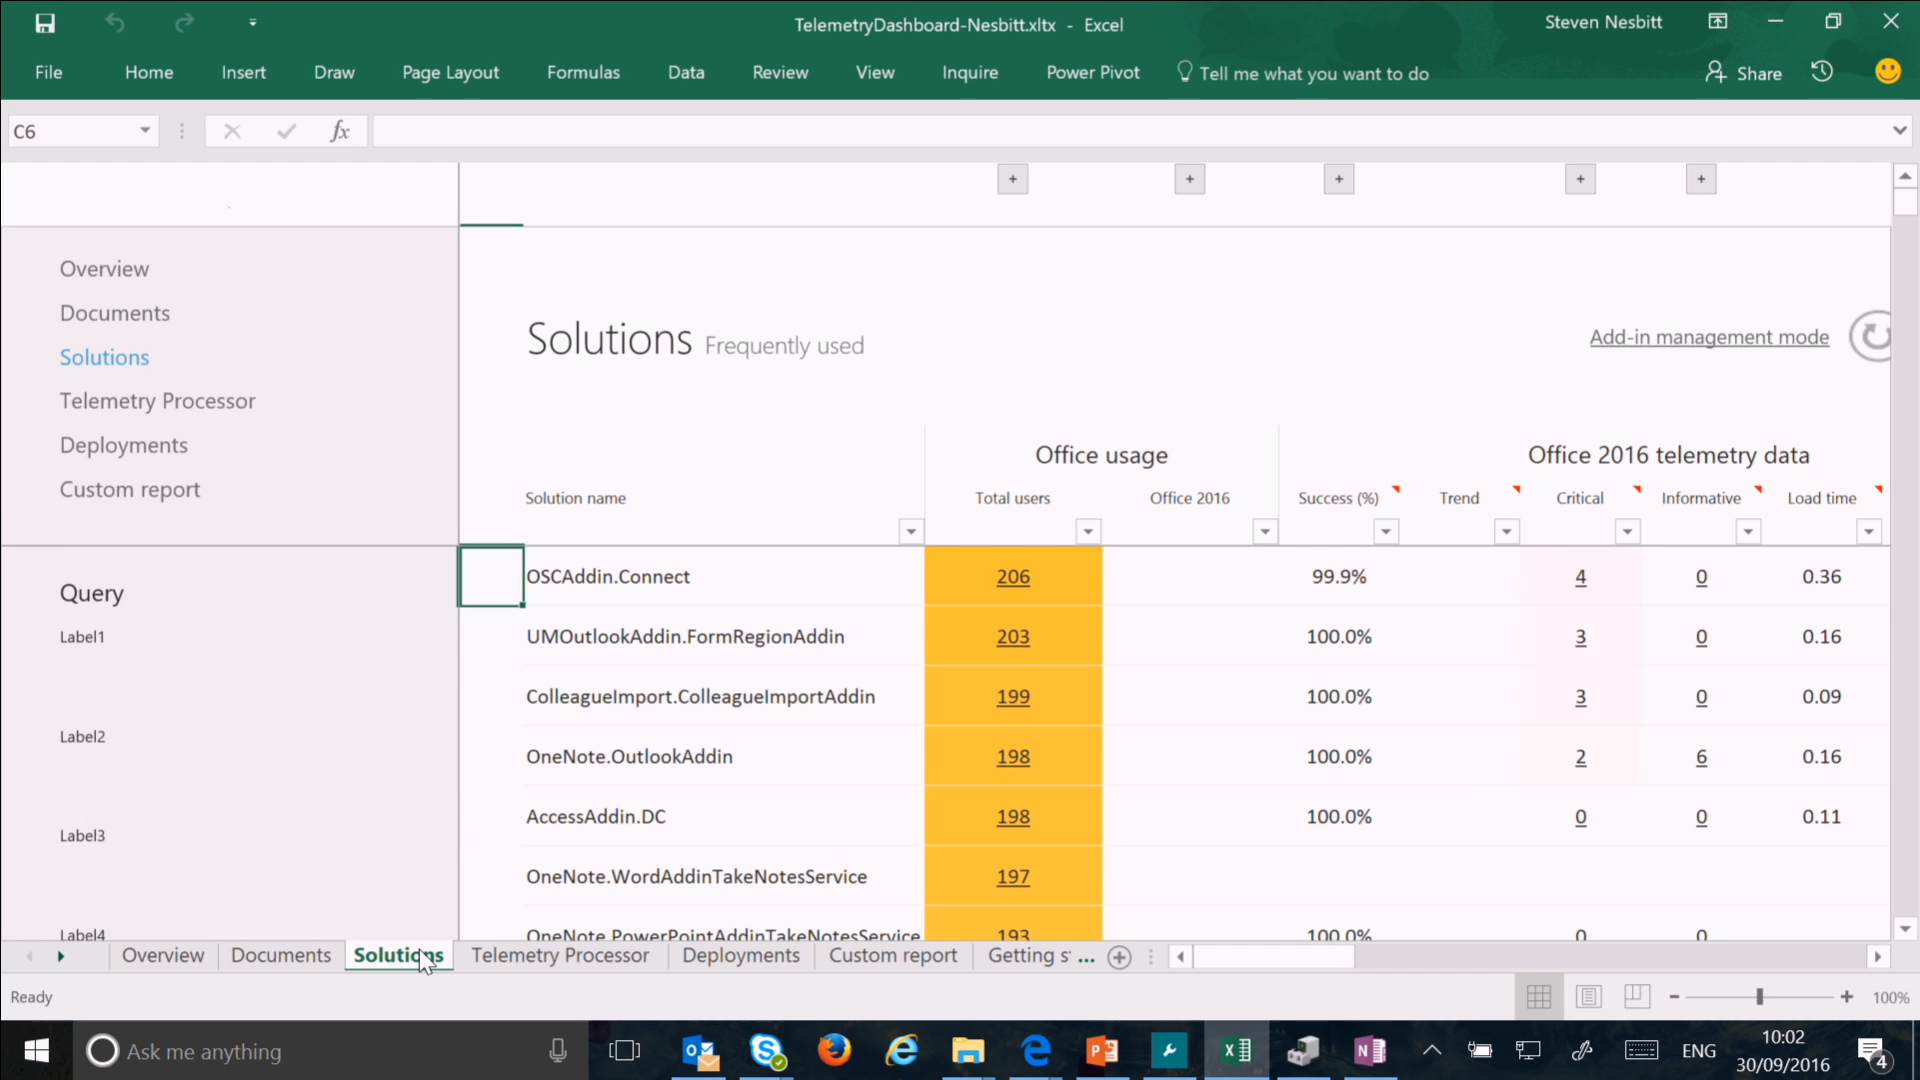 TelemetryDashboard-Nesbitt.xltx - Excel
Steven Nesbitt
File Home Insert Draw Page Layout Formulas Data Review View Inquire Power Pivot Tell me what you want to do Share
C6 fx
+ + + + +
Overview
Documents
Solutions
Telemetry Processor
Deployments
Custom report
Query
Label1
Label2
Label3
Label4
Solutions Frequently used
Add-in management mode
Office usage Office 2016 telemetry data
Solution name Total users Office 2016 Success (%) Trend Critical Informative Load time
OSCAddin.Connect 206 99.9% 4 0 0.36
UMOutlookAddin.FormRegionAddin 203 100.0% 3 0 0.16
ColleagueImport.ColleagueImportAddin 199 100.0% 3 0 0.09
OneNote.OutlookAddin 198 100.0% 2 6 0.16
AccessAddin.DC 198 100.0% 0 0 0.11
OneNote.WordAddinTakeNotesService 197
OneNote.PowerPointAddinTakeNotesService 193 100.0% 0 0
Overview Documents Solutions Telemetry Processor Deployments Custom report Getting s ...
Ready
100%
Ask me anything
ENG
10:02
30/09/2016
4